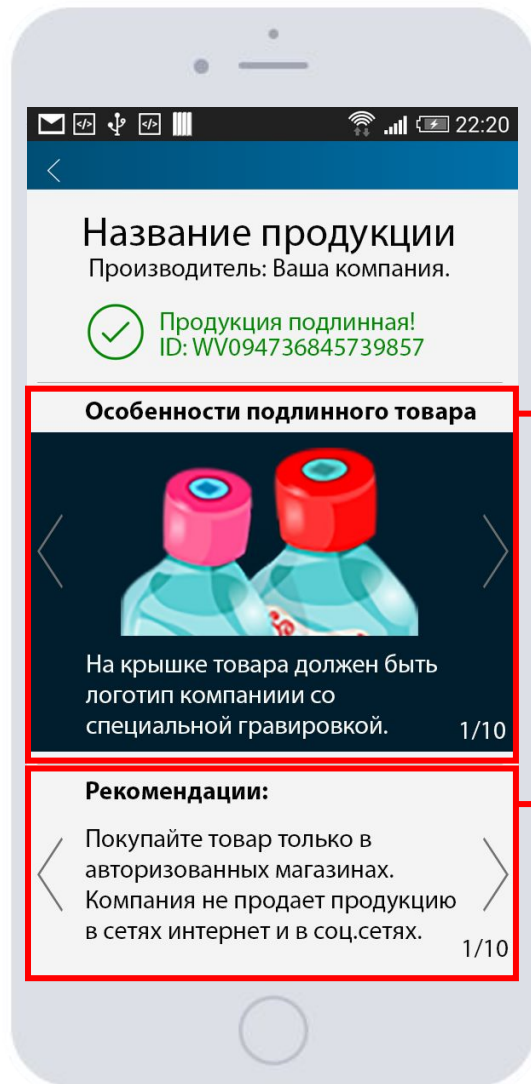 22:20
Название продукции
Производитель: Ваша компания.
Продукция подлинная!
ID: WV094736845739857
Особенности подлинного товара
На крышке товара должен быть
логотип компаниии со
специальной гравировкой.
1/10
Рекомендации:
Покупайте товар только в
авторизованных магазинах.
Компания не продает продукцию
в сетях интернет и в соц.сетях.
1/10